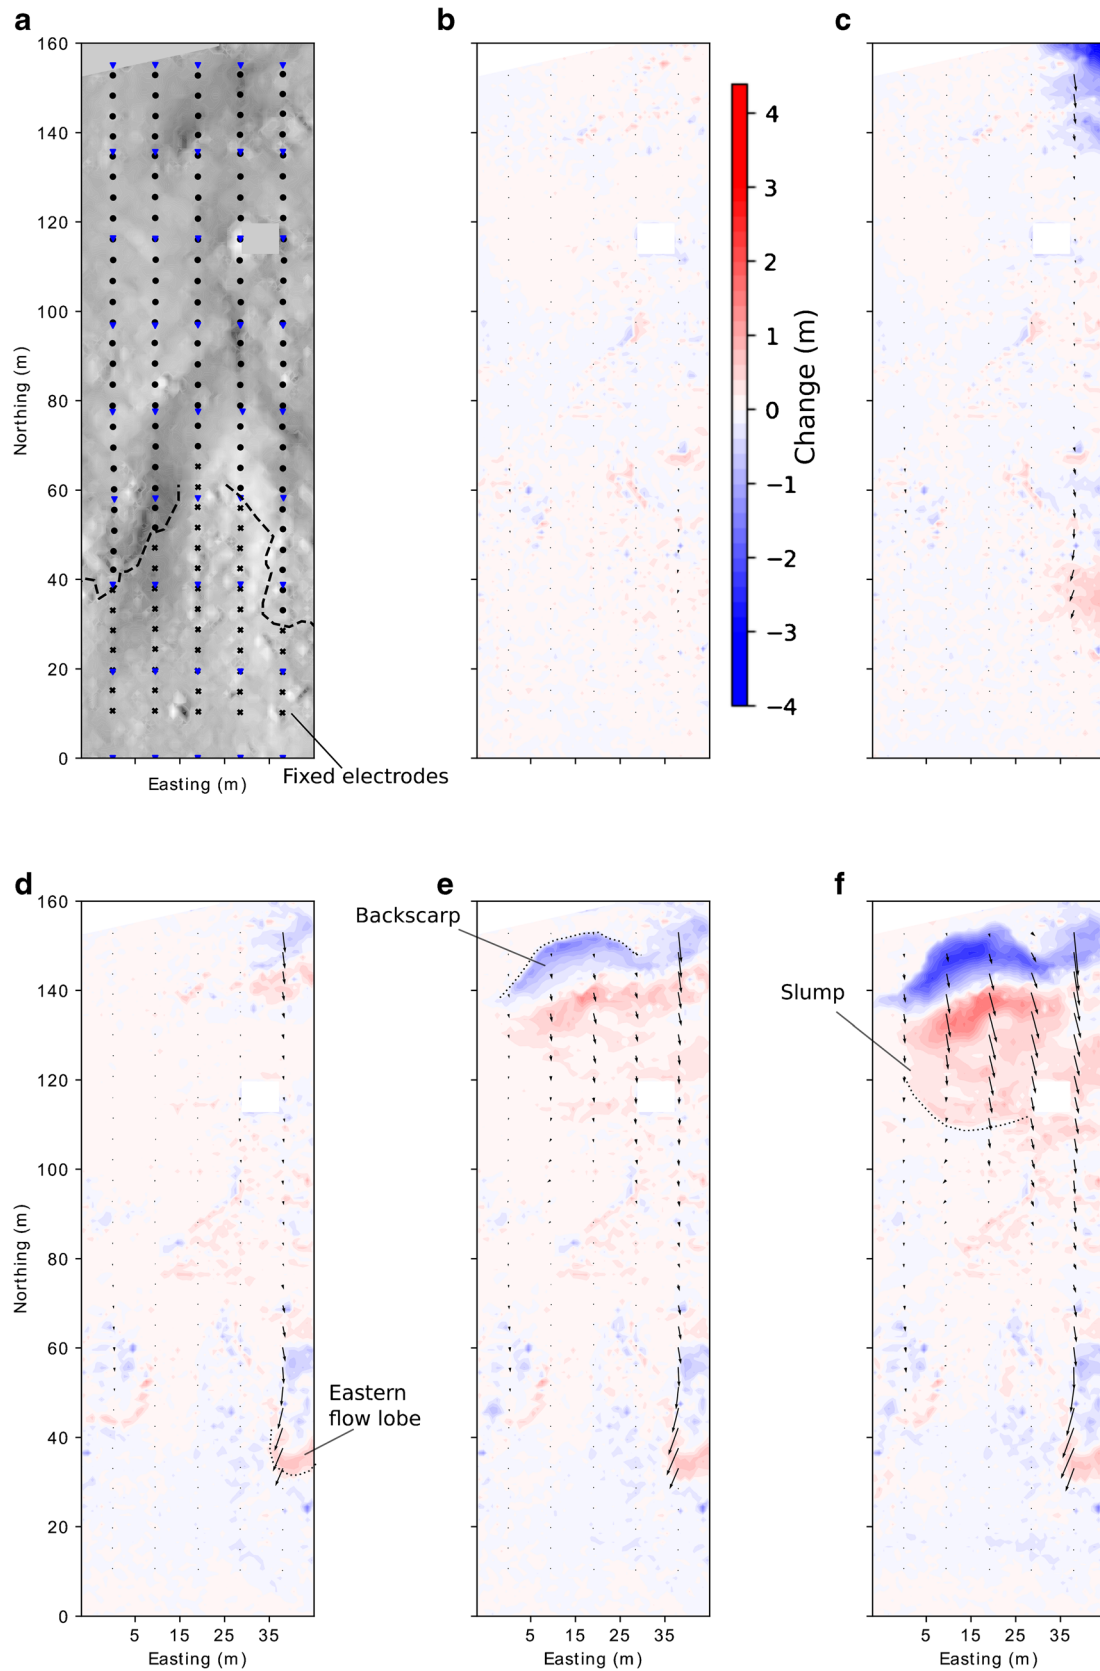 a
b
c
160
140
120
100
80
60
40
20
0
Northing (m)
Easting (m)
Fixed electrodes
4
3
2
1
0
−1
−2
−3
−4
Change (m)
d
e
f
160
140
120
100
80
60
40
20
0
Northing (m)
Backscarp
Slump
Eastern
flow lobe
5 15 25 35
Easting (m)
5 15 25 35
Easting (m)
5 15 25 35
Easting (m)